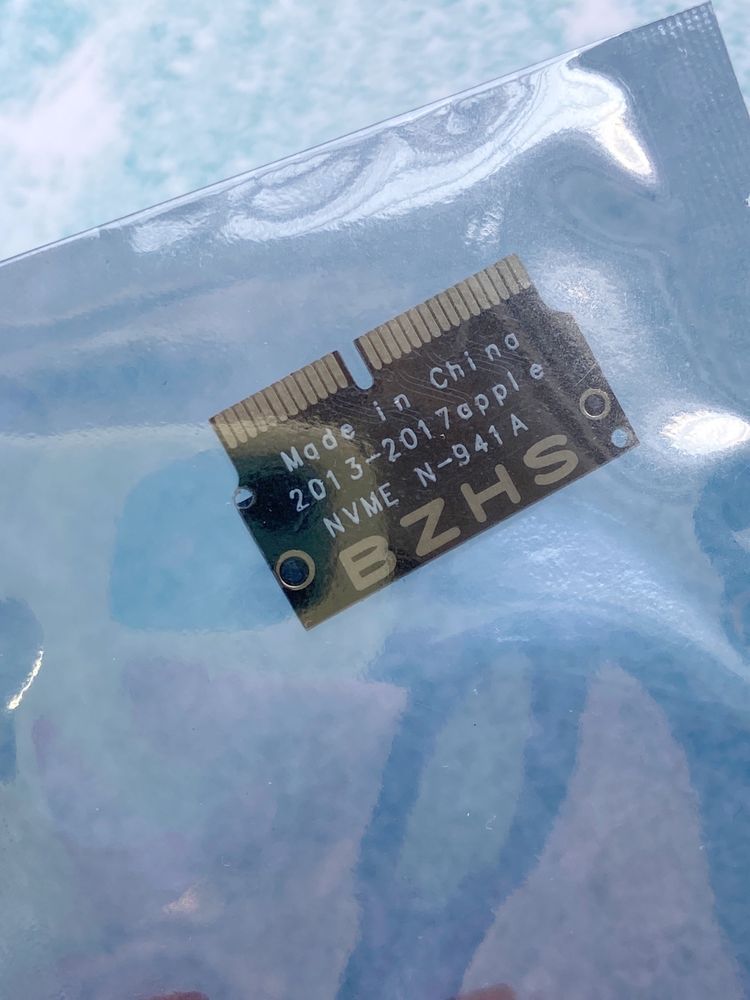 Made in China
2013-2017apple
NVME N-941A
BZHS